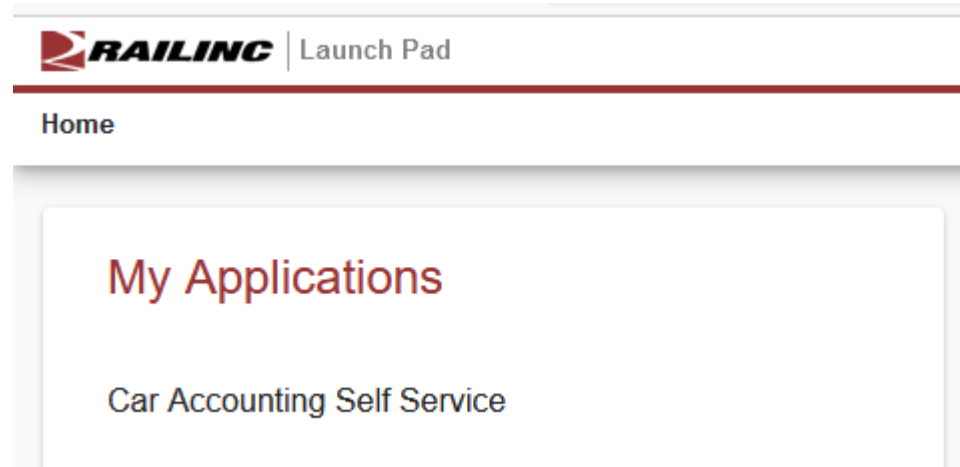 RAILINC Launch Pad
Home
My Applications
Car Accounting Self Service